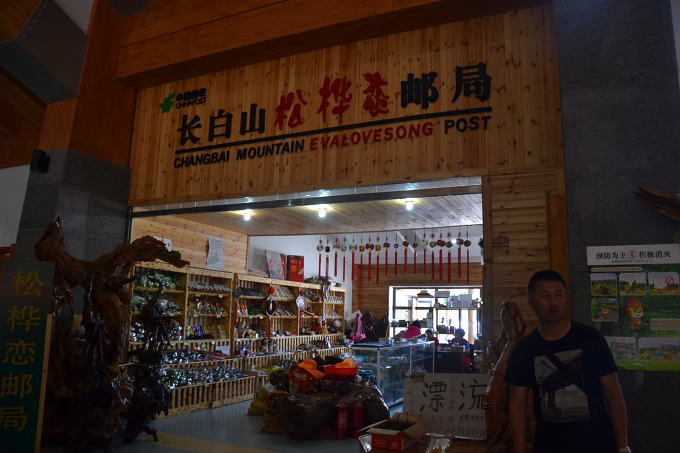 中国邮政
CHINA POST
长白山松桦恋邮局
CHANGBAI MOUNTAIN EVALOVESONG POST
松桦恋邮局
预防为主 积极消灭
漂流